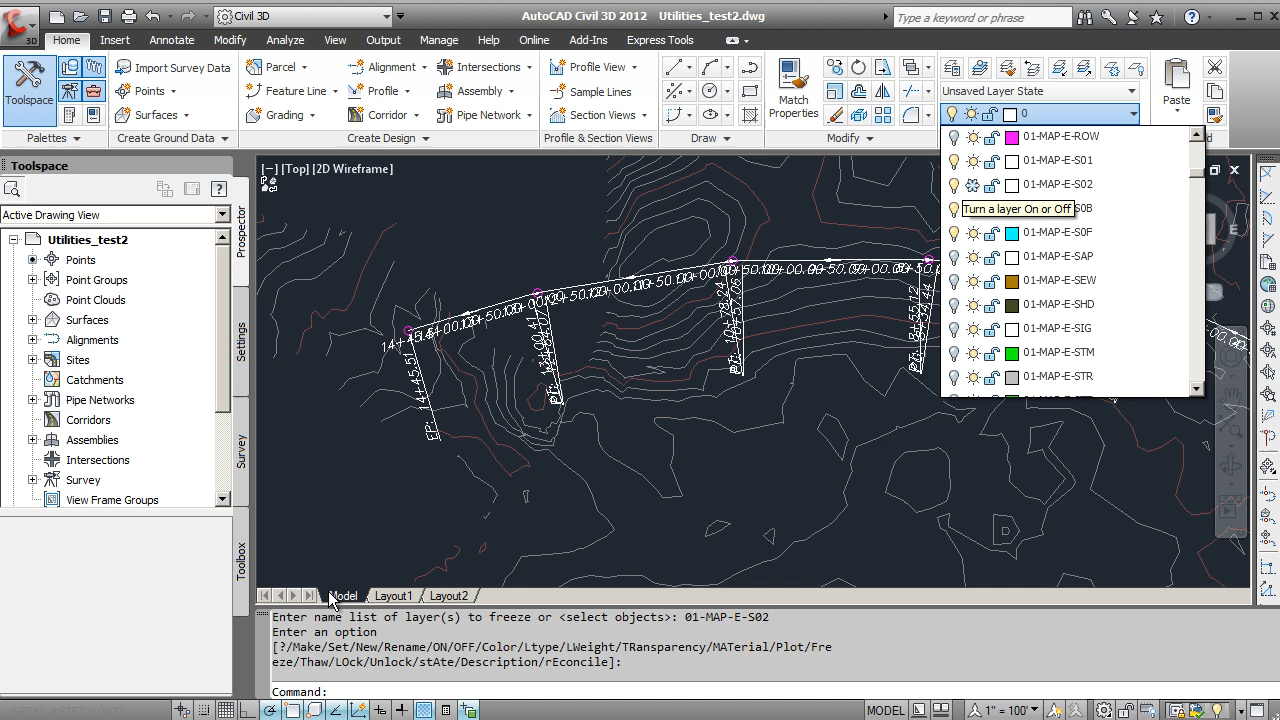 Civil 3D
AutoCAD Civil 3D 2012 Utilities_test2.dwg
Type a keyword or phrase
3D
Home Insert Annotate Modify Analyze View Output Manage Help Online Add-Ins Express Tools
Toolspace
Import Survey Data
Points
Surfaces
Parcel
Feature Line
Grading
Alignment
Profile
Corridor
Intersections
Assembly
Pipe Network
Profile View
Sample Lines
Section Views
Match
Properties
Unsaved Layer State
0
Paste
Palettes
Create Ground Data
Create Design
Profile & Section Views
Draw
Modify
Toolspace
Active Drawing View
Utilities_test2
Points
Point Groups
Point Clouds
Surfaces
Alignments
Sites
Catchments
Pipe Networks
Corridors
Assemblies
Intersections
Survey
View Frame Groups
Prospector
Settings
Survey
Toolbox
[−] [Top] [2D Wireframe]
01-MAP-E-ROW
01-MAP-E-S01
01-MAP-E-S02
Turn a layer On or Off
S0B
01-MAP-E-S0F
01-MAP-E-SAP
01-MAP-E-SEW
01-MAP-E-SHD
01-MAP-E-SIG
01-MAP-E-STM
01-MAP-E-STR
E
EP: 14+45.51
Model
Layout1
Layout2
Enter name list of layer(s) to freeze or <select objects>: 01-MAP-E-S02
Enter an option
[?/Make/Set/New/Rename/ON/OFF/Color/Ltype/LWeight/TRansparency/MATerial/Plot/Fre
eze/Thaw/LOck/Unlock/stAte/Description/rEconcile]:
Command:
MODEL
1" = 100'